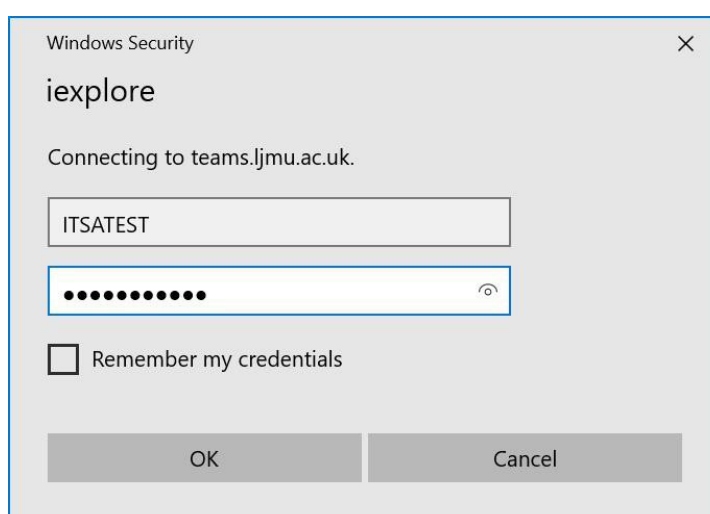 Windows Security
iexplore
Connecting to teams.ljmu.ac.uk.
ITSATEST
●●●●●●●●●●●
Remember my credentials
OK Cancel